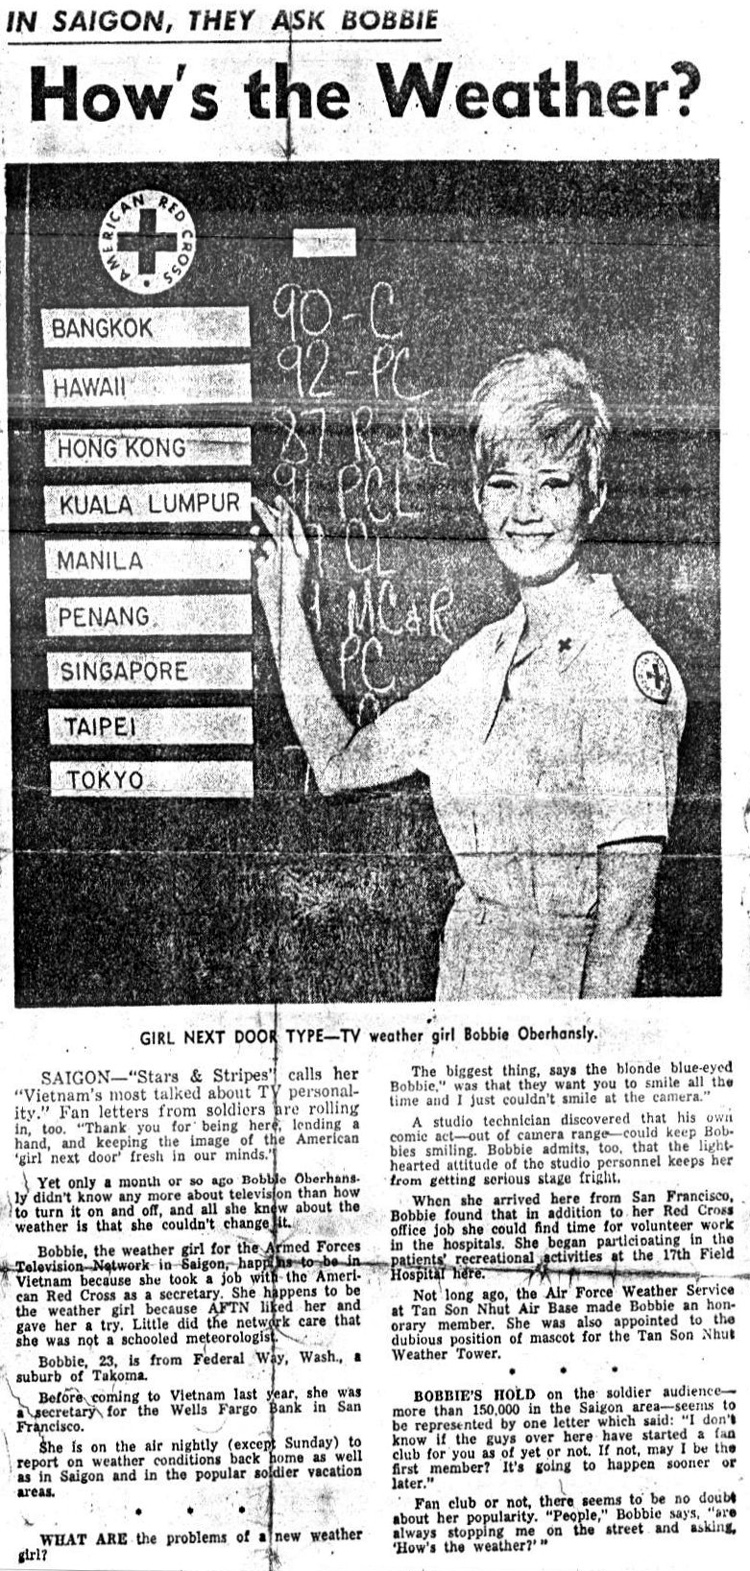 IN SAIGON, THEY ASK BOBBIE
How's the Weather?
AMERICAN RED CROSS
BANGKOK 90-C
HAWAII 92-PC
HONG KONG 87 R-CL
KUALA LUMPUR 91 PCL
MANILA CL
PENANG MC&R
SINGAPORE PC
TAIPEI
TOKYO
GIRL NEXT DOOR TYPE—TV weather girl Bobbie Oberhansly.
SAIGON—"Stars & Stripes" calls her
"Vietnam's most talked about TV personal-
ity." Fan letters from soldiers are rolling
in, too. "Thank you for being here, lending a
hand, and keeping the image of the American
'girl next door' fresh in our minds."
Yet only a month or so ago Bobbie Oberhans-
ly didn't know any more about television than how
to turn it on and off, and all she knew about the
weather is that she couldn't change it.
Bobbie, the weather girl for the Armed Forces
Television Network in Saigon, happens to be in
Vietnam because she took a job with the Ameri-
can Red Cross as a secretary. She happens to be
the weather girl because AFTN liked her and
gave her a try. Little did the network care that
she was not a schooled meteorologist.
Bobbie, 23, is from Federal Way, Wash., a
suburb of Takoma.
Before coming to Vietnam last year, she was
a secretary for the Wells Fargo Bank in San
Francisco.
She is on the air nightly (except Sunday) to
report on weather conditions back home as well
as in Saigon and in the popular soldier vacation
areas.
• • •
WHAT ARE the problems of a new weather
girl?
The biggest thing, says the blonde blue-eyed
Bobbie," was that they want you to smile all the
time and I just couldn't smile at the camera."
A studio technician discovered that his own
comic act—out of camera range—could keep Bob-
bies smiling. Bobbie admits, too, that the light-
hearted attitude of the studio personnel keeps her
from getting serious stage fright.
When she arrived here from San Francisco,
Bobbie found that in addition to her Red Cross
office job she could find time for volunteer work
in the hospitals. She began participating in the
patients' recreational activities at the 17th Field
Hospital here.
Not long ago, the Air Force Weather Service
at Tan Son Nhut Air Base made Bobbie an hon-
orary member. She was also appointed to the
dubious position of mascot for the Tan Son Nhut
Weather Tower.
• • •
BOBBIE'S HOLD on the soldier audience—
more than 150,000 in the Saigon area—seems to
be represented by one letter which said: "I don't
know if the guys over here have started a fan
club for you as of yet or not. If not, may I be the
first member? It's going to happen sooner or
later."
Fan club or not, there seems to be no doubt
about her popularity. "People," Bobbie says, "are
always stopping me on the street and asking,
'How's the weather?'"